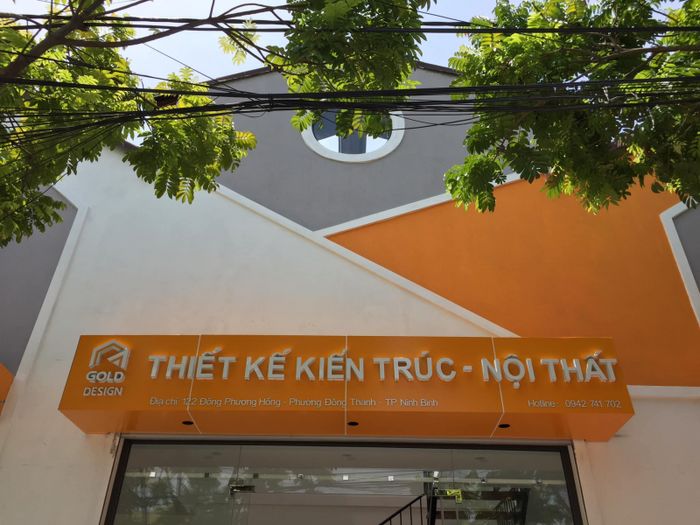 GOLD
DESIGN
THIẾT KẾ KIẾN TRÚC - NỘI THẤT
Địa chỉ: 122 Đông Phương Hồng - Phương Đông Thành - TP Ninh Bình
Hotline: 0942 741 702